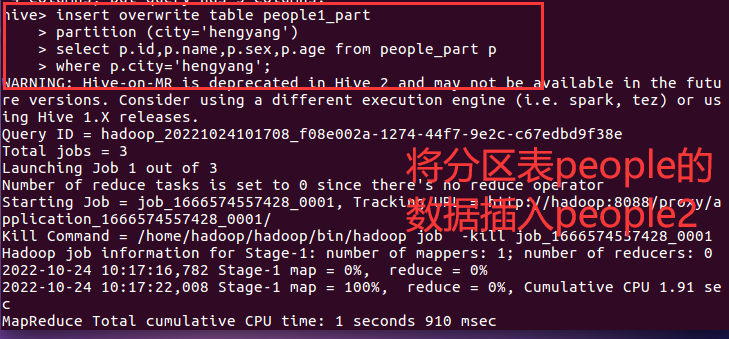 hive> insert overwrite table people1_part
    > partition (city='hengyang')
    > select p.id,p.name,p.sex,p.age from people_part p
    > where p.city='hengyang';
WARNING: Hive-on-MR is deprecated in Hive 2 and may not be available in the futu
re versions. Consider using a different execution engine (i.e. spark, tez) or us
ing Hive 1.X releases.
Query ID = hadoop_20221024101708_f08e002a-1274-44f7-9e2c-c67edbd9f38e
Total jobs = 3
Launching Job 1 out of 3
Number of reduce tasks is set to 0 since there's no reduce operator
Starting Job = job_1666574557428_0001, Tracking URL = http://hadoop:8088/proxy/a
pplication_1666574557428_0001/
Kill Command = /home/hadoop/hadoop/bin/hadoop job  -kill job_1666574557428_0001
Hadoop job information for Stage-1: number of mappers: 1; number of reducers: 0
2022-10-24 10:17:16,782 Stage-1 map = 0%,  reduce = 0%
2022-10-24 10:17:22,008 Stage-1 map = 100%,  reduce = 0%, Cumulative CPU 1.91 se
c
MapReduce Total cumulative CPU time: 1 seconds 910 msec
将分区表people的
数据插入people2